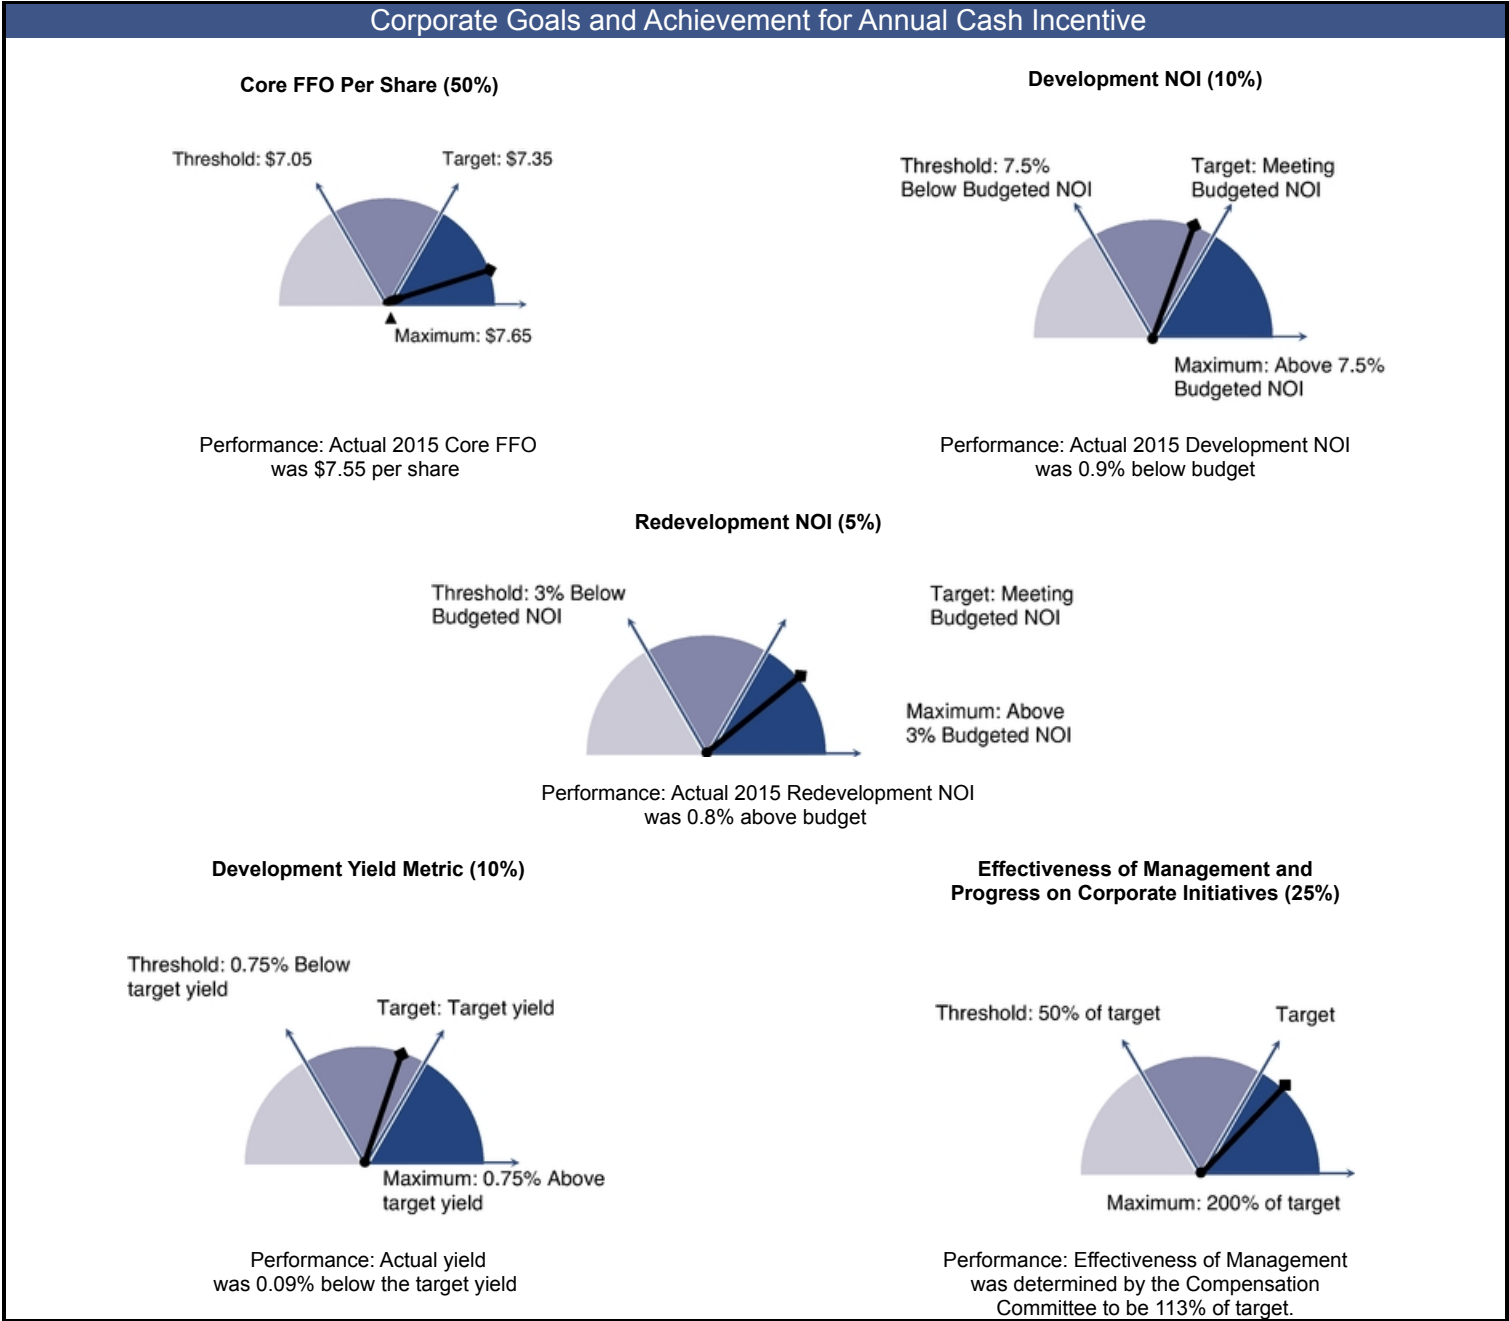 Corporate Goals and Achievement for Annual Cash Incentive
Core FFO Per Share (50%)
Threshold: $7.05
Target: $7.35
Maximum: $7.65
Performance: Actual 2015 Core FFO
was $7.55 per share
Development NOI (10%)
Threshold: 7.5%
Below Budgeted NOI
Target: Meeting
Budgeted NOI
Maximum: Above 7.5%
Budgeted NOI
Performance: Actual 2015 Development NOI
was 0.9% below budget
Redevelopment NOI (5%)
Threshold: 3% Below
Budgeted NOI
Target: Meeting
Budgeted NOI
Maximum: Above
3% Budgeted NOI
Performance: Actual 2015 Redevelopment NOI
was 0.8% above budget
Development Yield Metric (10%)
Threshold: 0.75% Below
target yield
Target: Target yield
Maximum: 0.75% Above
target yield
Performance: Actual yield
was 0.09% below the target yield
Effectiveness of Management and
Progress on Corporate Initiatives (25%)
Threshold: 50% of target
Target
Maximum: 200% of target
Performance: Effectiveness of Management
was determined by the Compensation
Committee to be 113% of target.